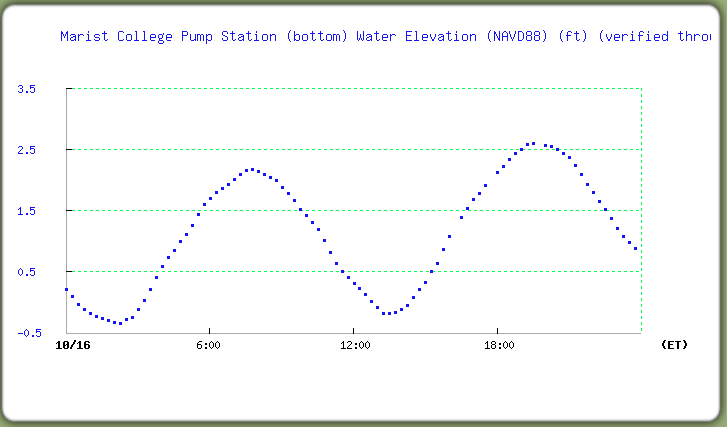 Marist College Pump Station (bottom) Water Elevation (NAVD88) (ft) (verified
3.5
2.5
1.5
0.5
-0.5
10/16 6:00 12:00 18:00 (ET)